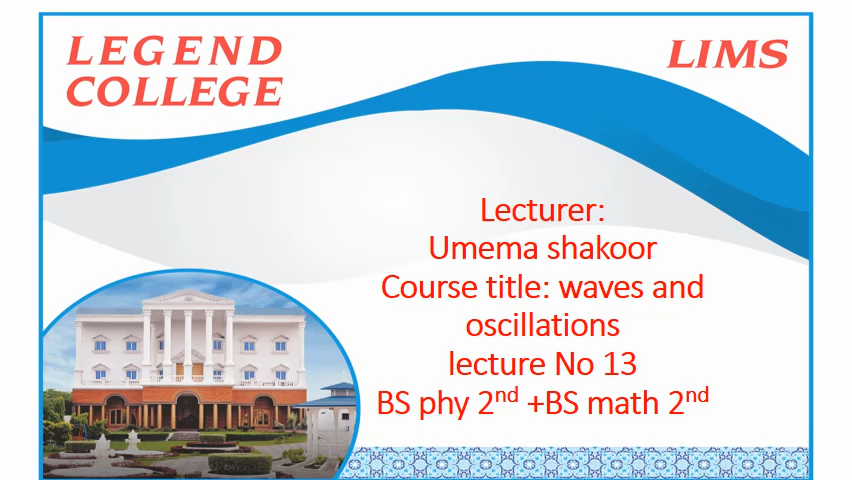 LEGEND
COLLEGE
LIMS
Lecturer:
Umema shakoor
Course title: waves and
oscillations
lecture No 13
BS phy 2nd +BS math 2nd